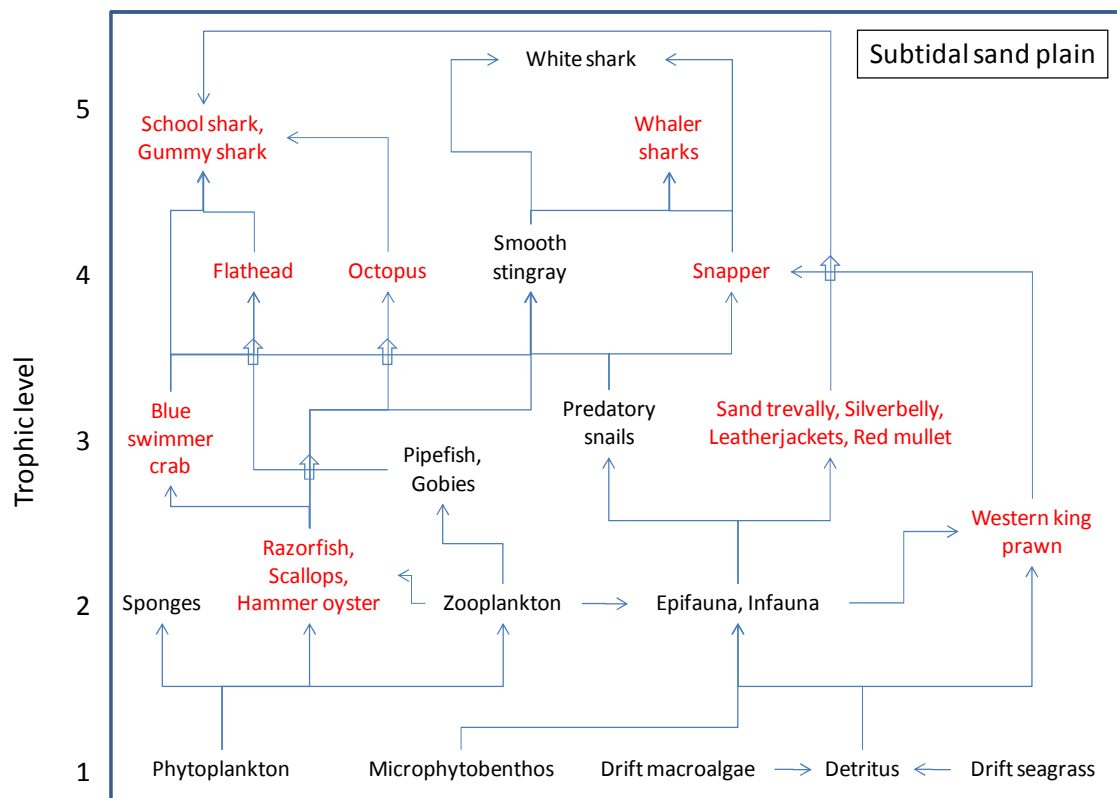 Subtidal sand plain
White shark
5
School shark,
Gummy shark
Whaler
sharks
Smooth
stingray
4
Flathead
Octopus
Snapper
Trophic level
Blue
swimmer
crab
Predatory
snails
Sand trevally, Silverbelly,
Leatherjackets, Red mullet
3
Pipefish,
Gobies
Western king
prawn
Razorfish,
Scallops,
Hammer oyster
2
Sponges
Zooplankton
Epifauna, Infauna
1
Phytoplankton
Microphytobenthos
Drift macroalgae
Detritus
Drift seagrass